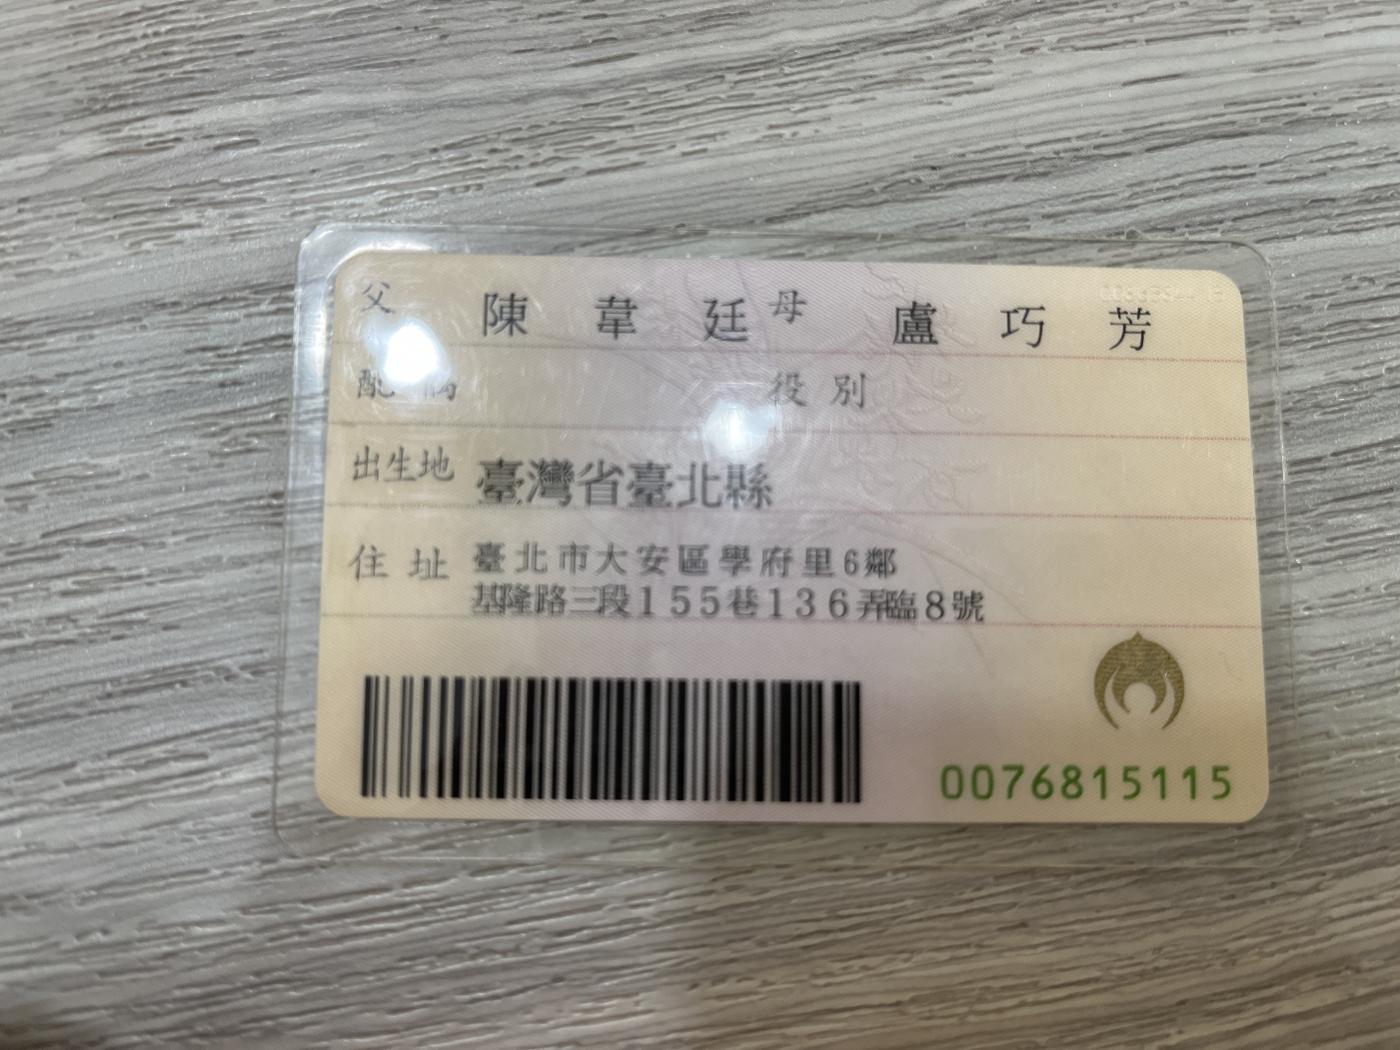 父 陳韋廷 母 盧巧芳
配偶 役別
出生地 臺灣省臺北縣
住址 臺北市大安區學府里6鄰
基隆路三段155巷136弄臨8號
0076815115